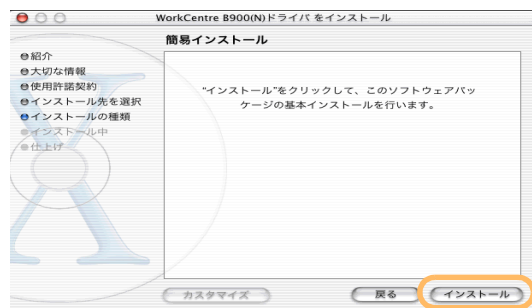 WorkCentre B900(N)ドライバ をインストール
簡易インストール
紹介
大切な情報
使用許諾契約
インストール先を選択
インストールの種類
インストール中
仕上げ
“インストール”をクリックして、このソフトウェアパッ
ケージの基本インストールを行います。
カスタマイズ
戻る
インストール